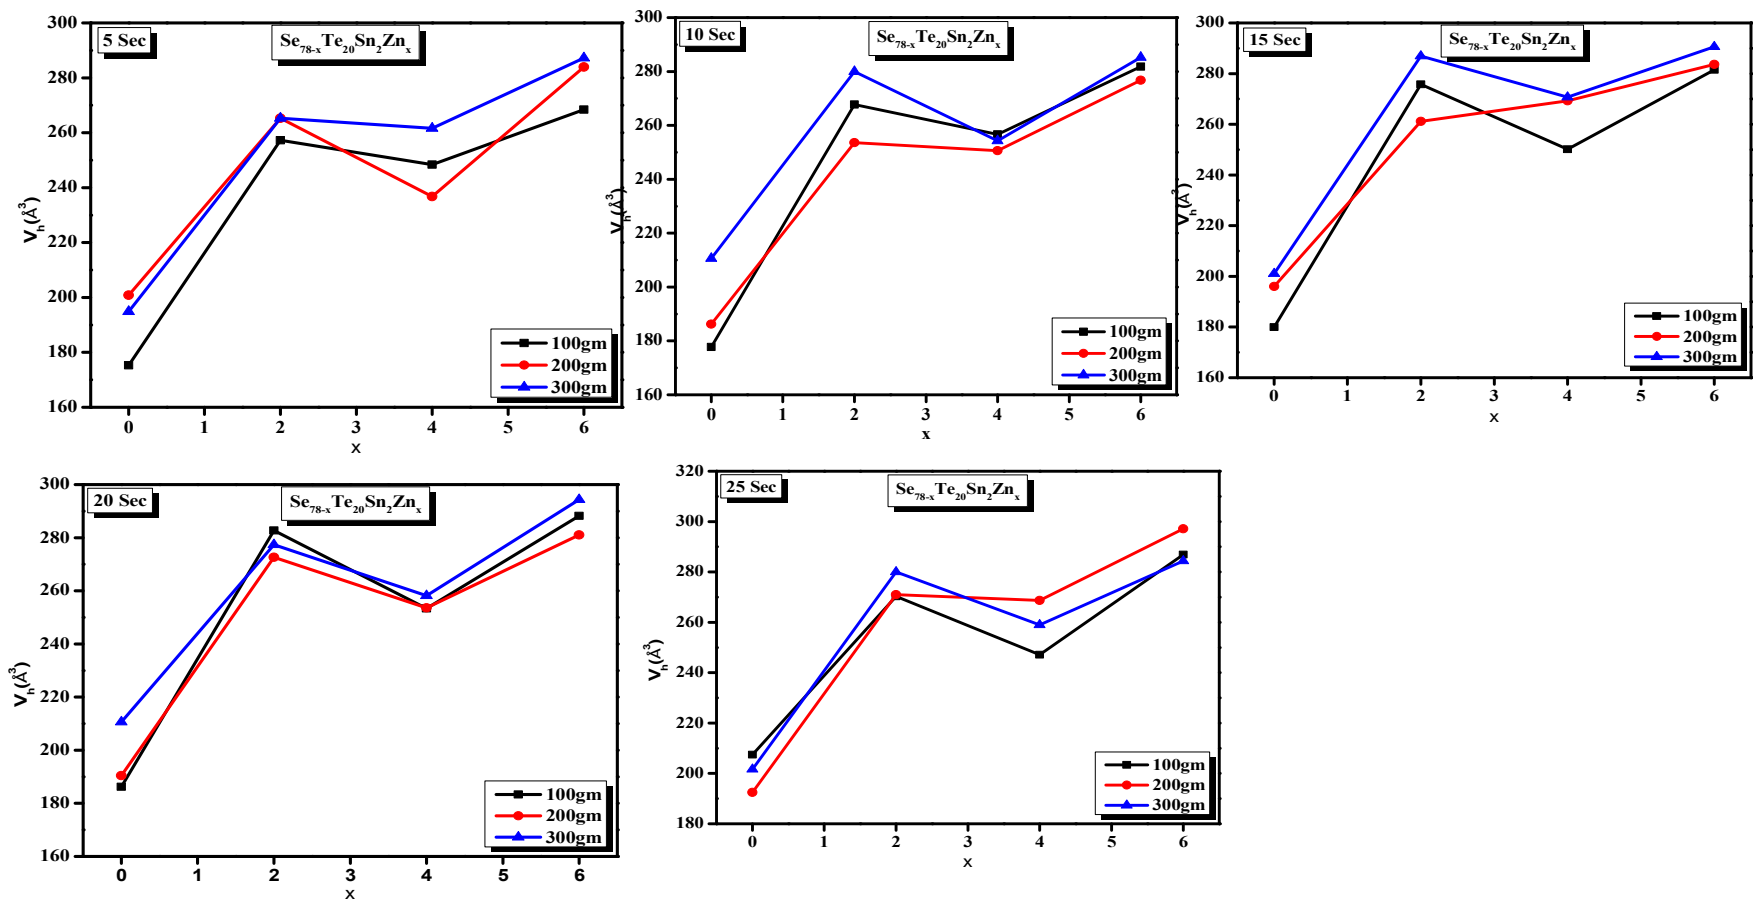 5 Sec
Se78-xTe20Sn2Znx
300
280
260
240
220
200
180
160
Vh(Å3)
0 1 2 3 4 5 6
x
100gm
200gm
300gm
10 Sec
Se78-xTe20Sn2Znx
300
280
260
240
220
200
180
160
Vh(Å3)
0 1 2 3 4 5 6
x
100gm
200gm
300gm
15 Sec
Se78-xTe20Sn2Znx
300
280
260
240
220
200
180
160
Vh(Å3)
0 1 2 3 4 5 6
x
100gm
200gm
300gm
20 Sec
Se78-xTe20Sn2Znx
300
280
260
240
220
200
180
160
Vh(Å3)
0 1 2 3 4 5 6
x
100gm
200gm
300gm
25 Sec
Se78-xTe20Sn2Znx
320
300
280
260
240
220
200
180
Vh(Å3)
0 1 2 3 4 5 6
x
100gm
200gm
300gm